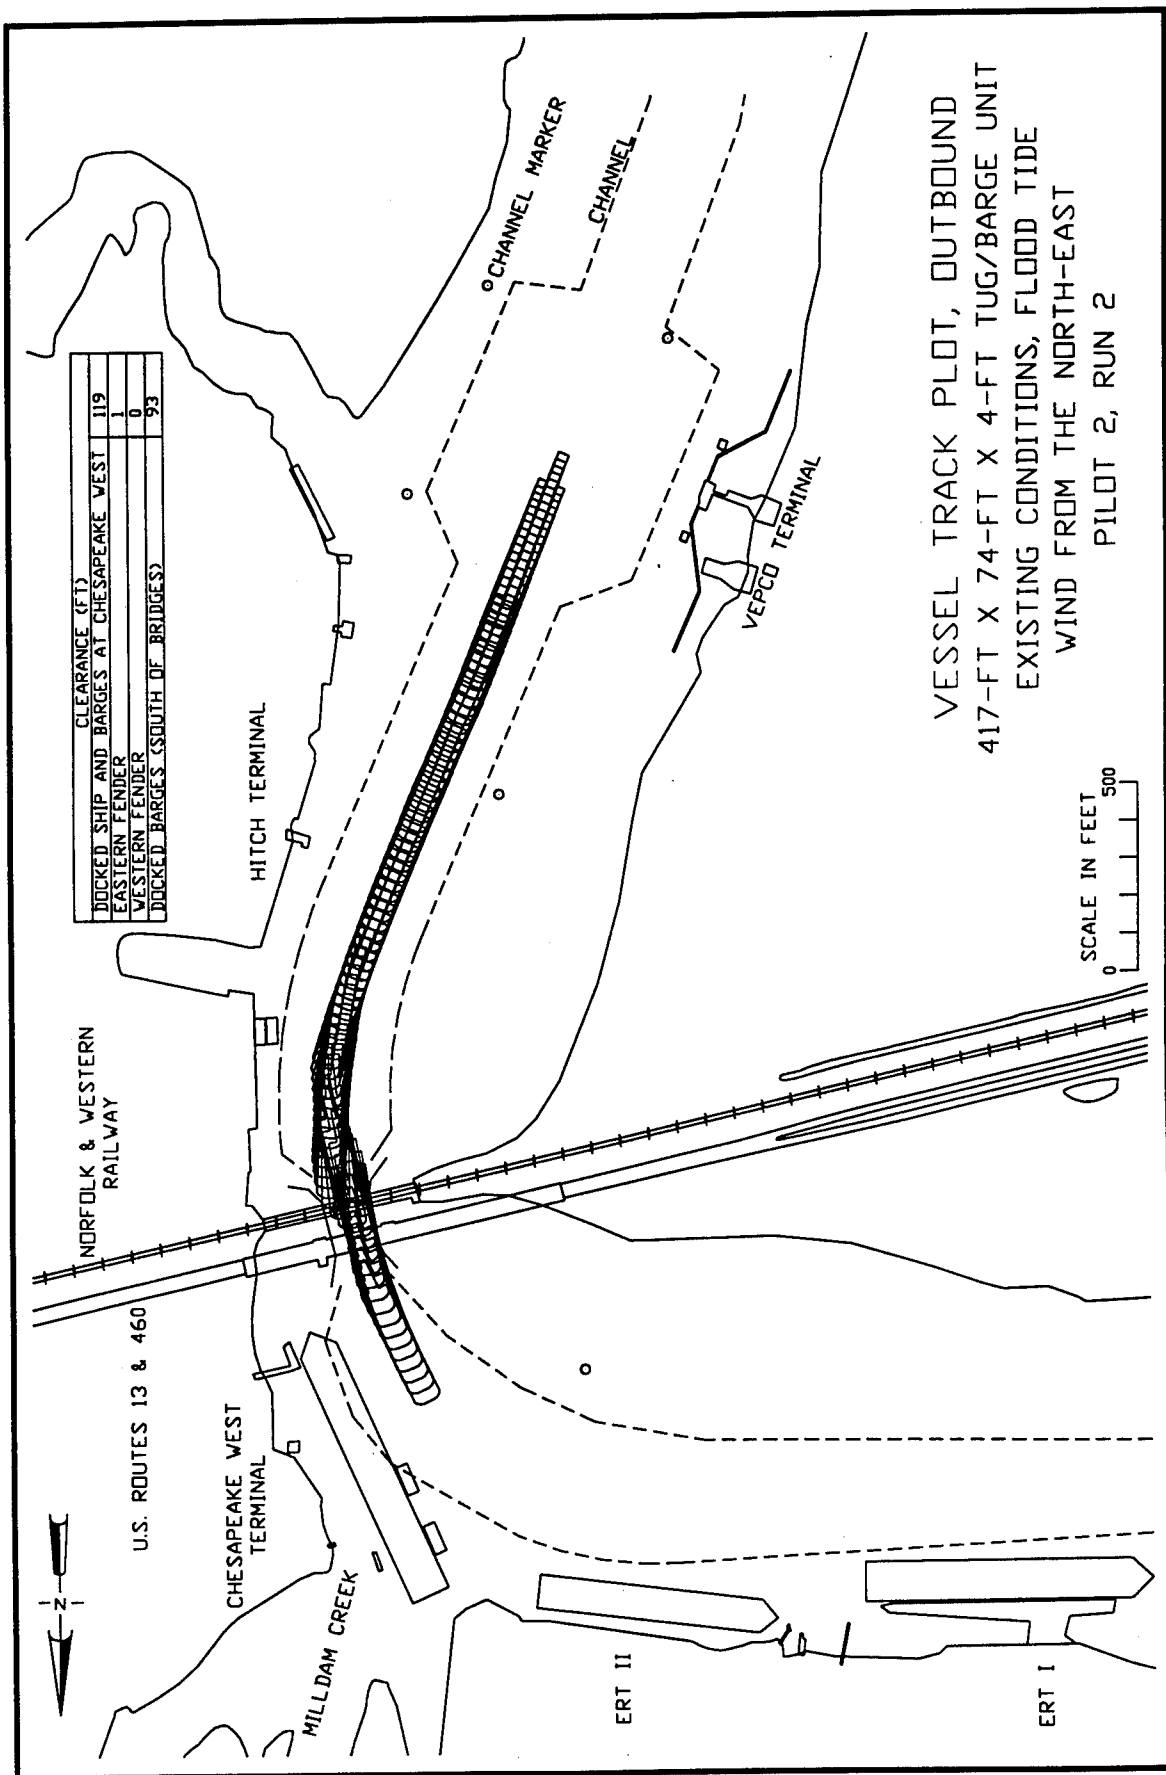 CLEARANCE (FT)
DOCKED SHIP AND BARGES AT CHESAPEAKE WEST 119
EASTERN FENDER 1
WESTERN FENDER 0
DOCKED BARGES (SOUTH OF BRIDGES) 93
N
U.S. ROUTES 13 & 460
NORFOLK & WESTERN
RAILWAY
HITCH TERMINAL
CHESAPEAKE WEST
TERMINAL
MILLDAM CREEK
CHANNEL MARKER
CHANNEL
VEPCO TERMINAL
ERT II
ERT I
SCALE IN FEET
0 500
VESSEL TRACK PLOT, OUTBOUND
417-FT X 74-FT X 4-FT TUG/BARGE UNIT
EXISTING CONDITIONS, FLOOD TIDE
WIND FROM THE NORTH-EAST
PILOT 2, RUN 2